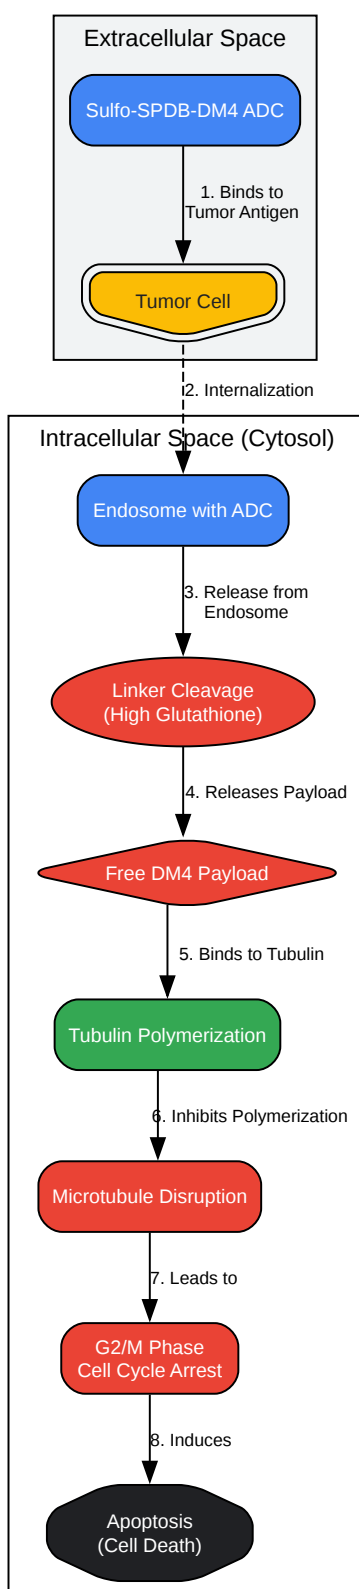 Extracellular Space
Sulfo-SPDB-DM4 ADC
1. Binds to
Tumor Antigen
Tumor Cell
2. Internalization
Intracellular Space (Cytosol)
Endosome with ADC
3. Release from
Endosome
Linker Cleavage
(High Glutathione)
4. Releases Payload
Free DM4 Payload
5. Binds to Tubulin
Tubulin Polymerization
6. Inhibits Polymerization
Microtubule Disruption
7. Leads to
G2/M Phase
Cell Cycle Arrest
8. Induces
Apoptosis
(Cell Death)